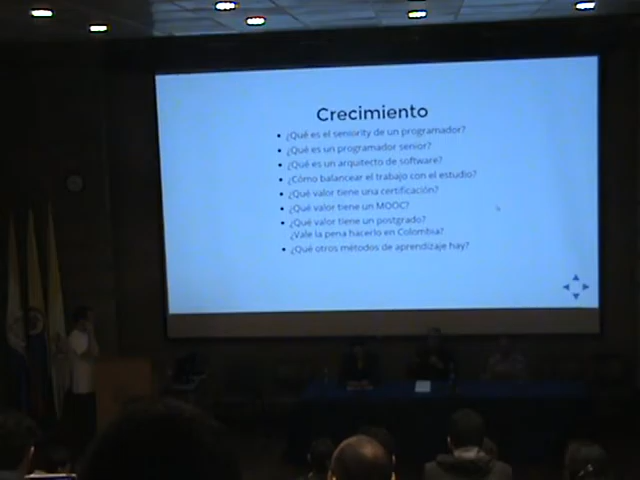 Crecimiento
¿Qué es el seniority de un programador?
¿Qué es un programador senior?
¿Qué es un arquitecto de software?
¿Cómo balancear el trabajo con el estudio?
¿Qué valor tiene una certificación?
¿Qué valor tiene un MOOC?
¿Qué valor tiene un postgrado?
¿Vale la pena hacerlo en Colombia?
¿Qué otros métodos de aprendizaje hay?